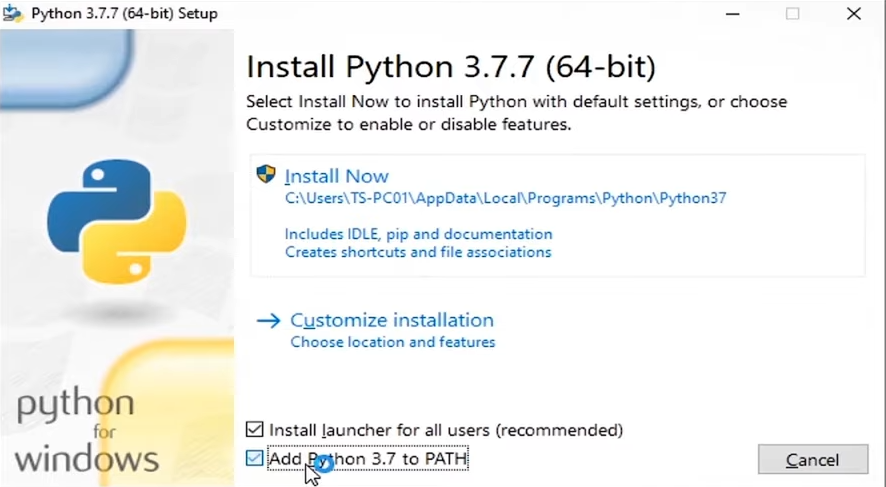 Python 3.7.7 (64-bit) Setup
Install Python 3.7.7 (64-bit)
Select Install Now to install Python with default settings, or choose
Customize to enable or disable features.
Install Now
C:\Users\TS-PC01\AppData\Local\Programs\Python\Python37
Includes IDLE, pip and documentation
Creates shortcuts and file associations
Customize installation
Choose location and features
python
for
windows
Install launcher for all users (recommended)
Add Python 3.7 to PATH
Cancel